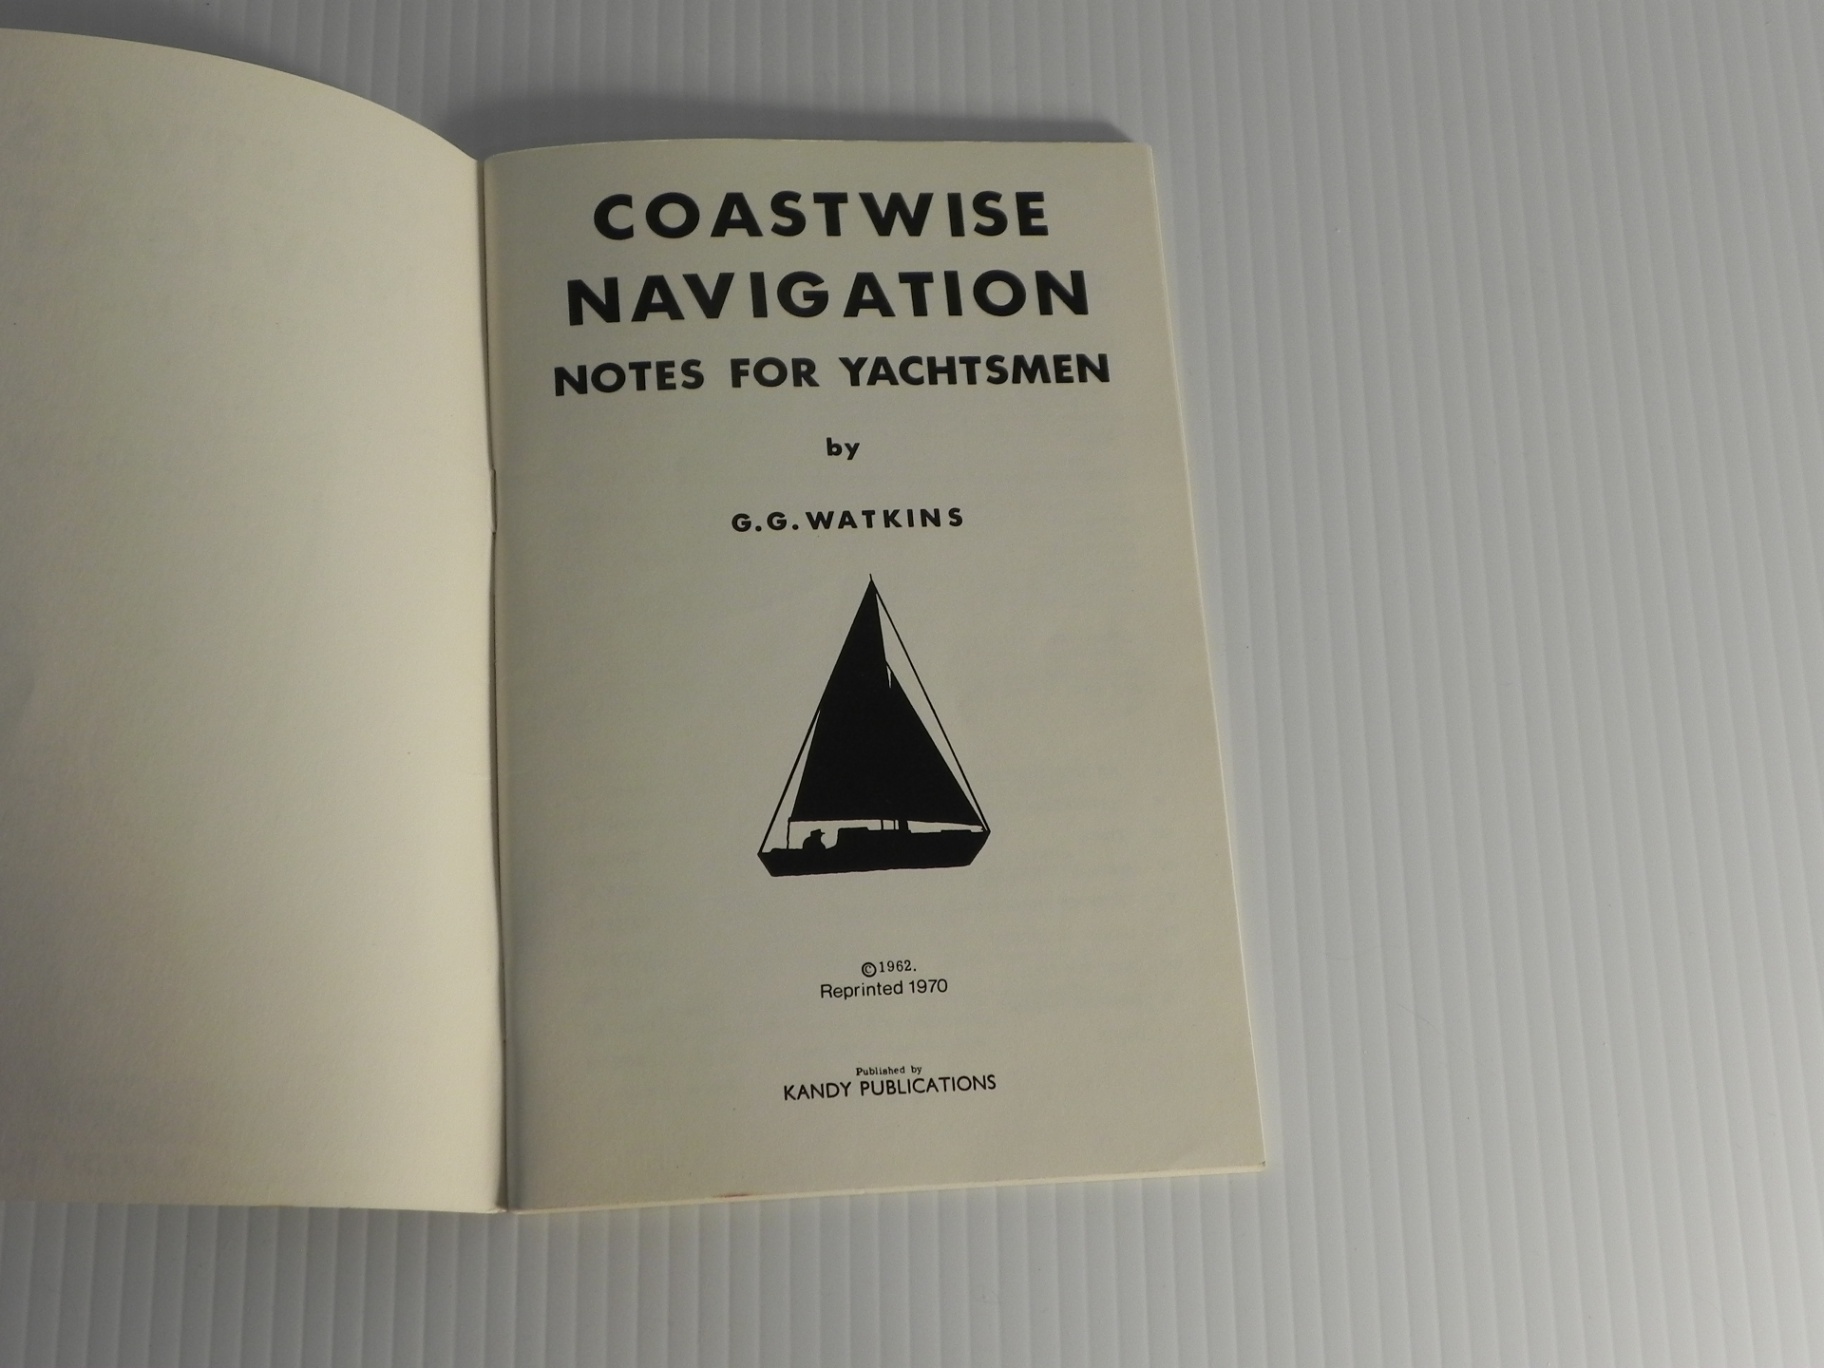 COASTWISE
NAVIGATION
NOTES FOR YACHTSMEN
by
G.G.WATKINS
©1962.
Reprinted 1970
Published by
KANDY PUBLICATIONS